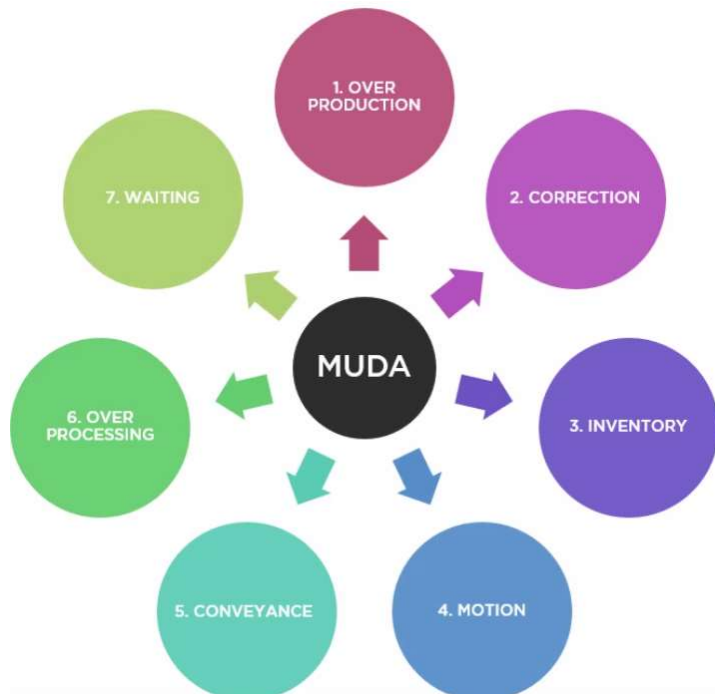 1. OVER
PRODUCTION
2. CORRECTION
3. INVENTORY
4. MOTION
5. CONVEYANCE
6. OVER
PROCESSING
7. WAITING
MUDA